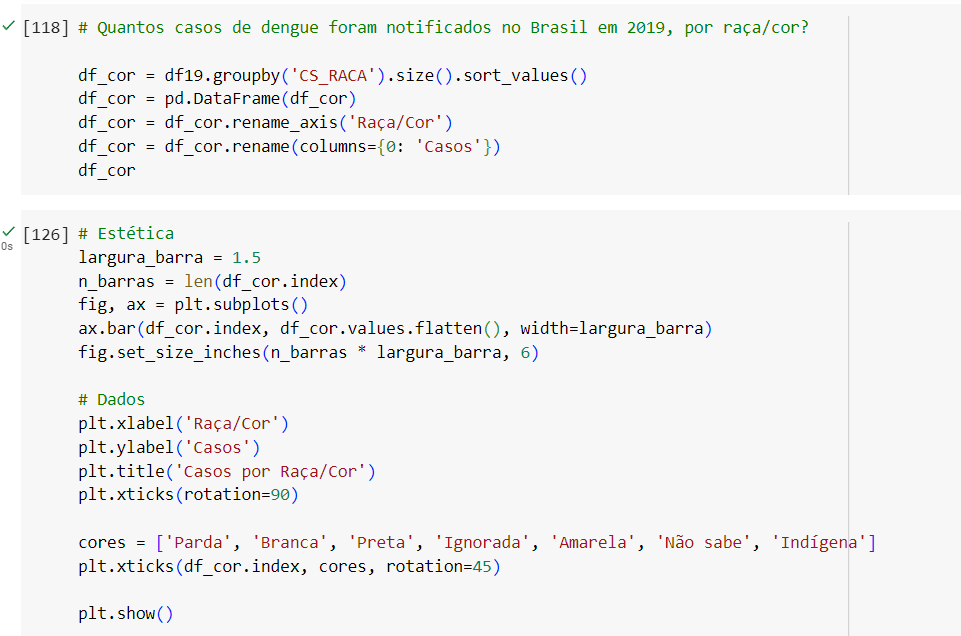 ✓ [118] # Quantos casos de dengue foram notificados no Brasil em 2019, por raça/cor?
df_cor = df19.groupby('CS_RACA').size().sort_values()
df_cor = pd.DataFrame(df_cor)
df_cor = df_cor.rename_axis('Raça/Cor')
df_cor = df_cor.rename(columns={0: 'Casos'})
df_cor
✓ 0s [126] # Estética
largura_barra = 1.5
n_barras = len(df_cor.index)
fig, ax = plt.subplots()
ax.bar(df_cor.index, df_cor.values.flatten(), width=largura_barra)
fig.set_size_inches(n_barras * largura_barra, 6)
# Dados
plt.xlabel('Raça/Cor')
plt.ylabel('Casos')
plt.title('Casos por Raça/Cor')
plt.xticks(rotation=90)
cores = ['Parda', 'Branca', 'Preta', 'Ignorada', 'Amarela', 'Não sabe', 'Indígena']
plt.xticks(df_cor.index, cores, rotation=45)
plt.show()